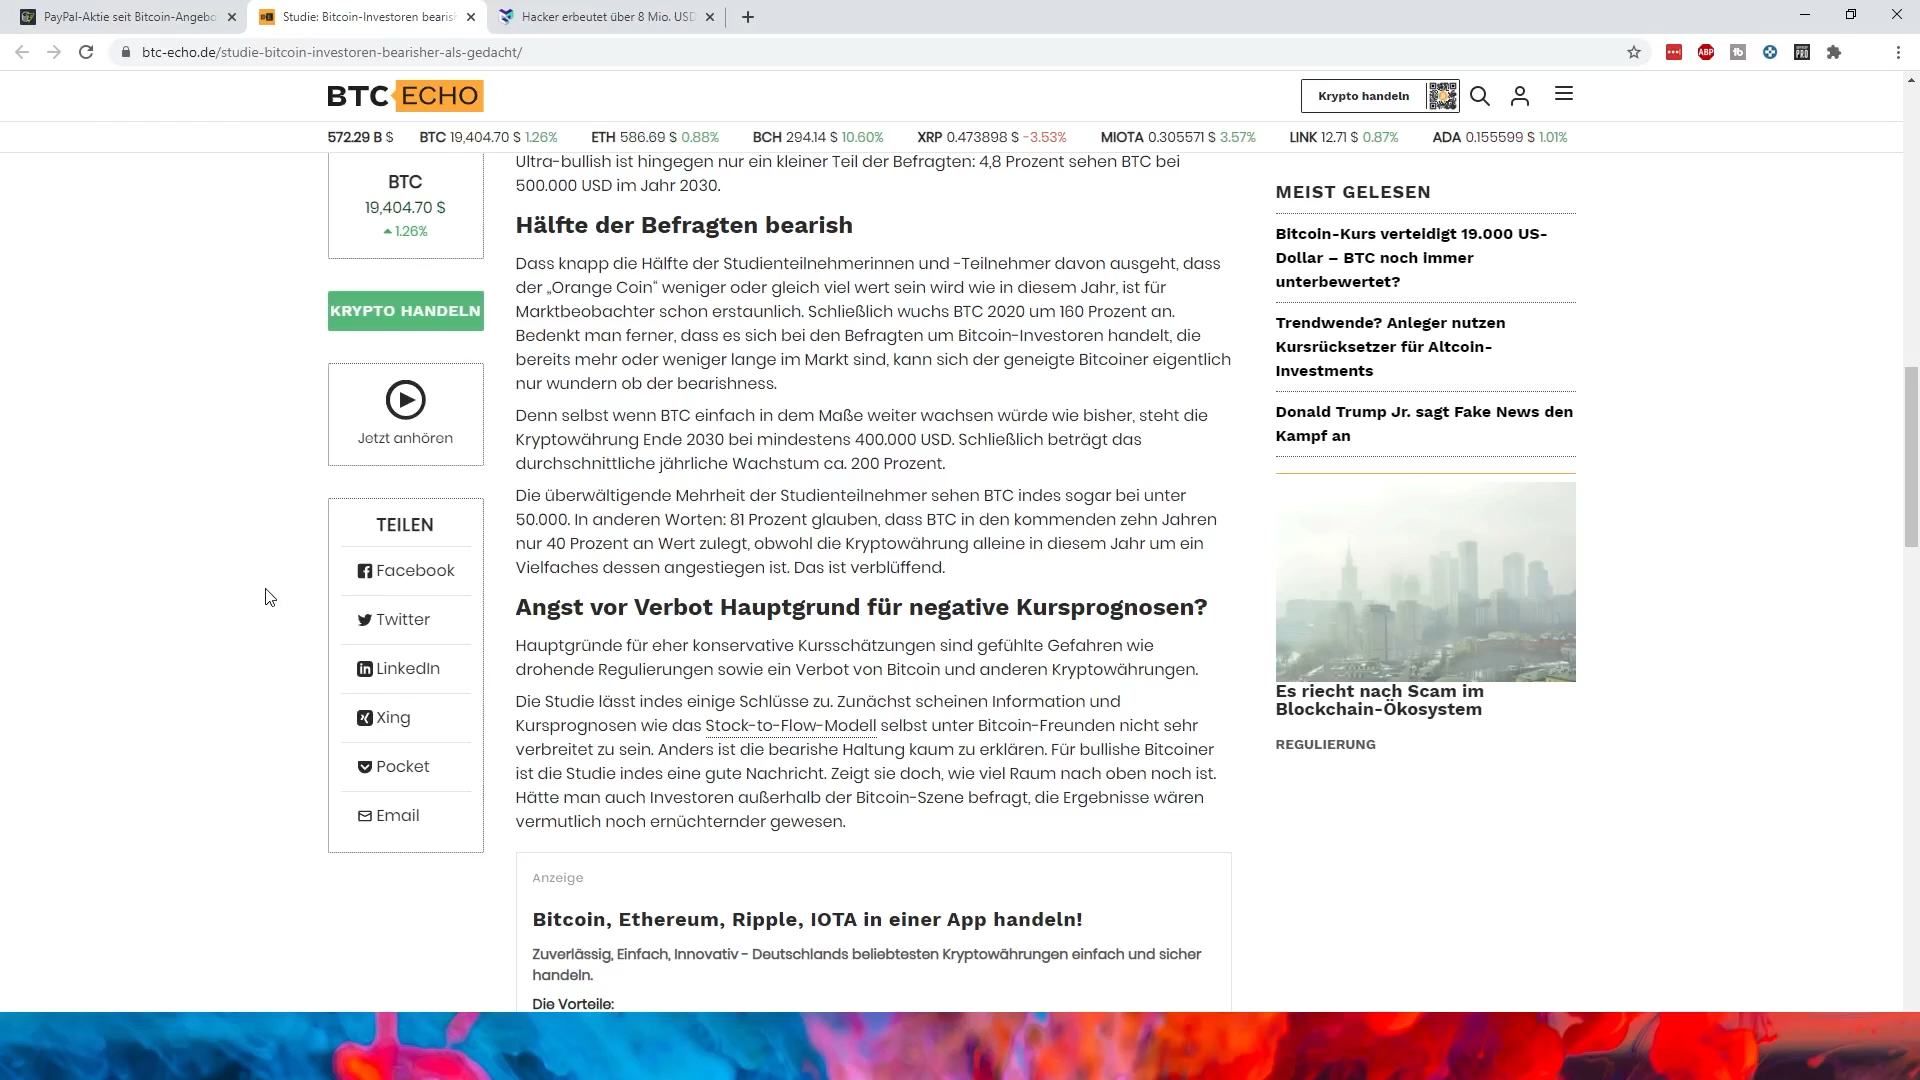 PayPal-Aktie seit Bitcoin-Angebo
Studie: Bitcoin-Investoren bearish
Hacker erbeutet über 8 Mio. USD
btc-echo.de/studie-bitcoin-investoren-bearisher-als-gedacht/
ABP
PRO
BTC ECHO
Krypto handeln
572.29 B $ BTC 19,404.70 $ 1.26% ETH 586.69 $ 0.88% BCH 294.14 $ 10.60% XRP 0.473898 $ -3.53% MIOTA 0.305571 $ 3.57% LINK 12.71 $ 0.87% ADA 0.155599 $ 1.01%
BTC
19,404.70 $
1.26%
KRYPTO HANDELN
Jetzt anhören
TEILEN
Facebook
Twitter
LinkedIn
Xing
Pocket
Email
Ultra-bullish ist hingegen nur ein kleiner Teil der Befragten: 4,8 Prozent sehen BTC bei
500.000 USD im Jahr 2030.
Hälfte der Befragten bearish
Dass knapp die Hälfte der Studienteilnehmerinnen und -Teilnehmer davon ausgeht, dass
der „Orange Coin“ weniger oder gleich viel wert sein wird wie in diesem Jahr, ist für
Marktbeobachter schon erstaunlich. Schließlich wuchs BTC 2020 um 160 Prozent an.
Bedenkt man ferner, dass es sich bei den Befragten um Bitcoin-Investoren handelt, die
bereits mehr oder weniger lange im Markt sind, kann sich der geneigte Bitcoiner eigentlich
nur wundern ob der bearishness.
Denn selbst wenn BTC einfach in dem Maße weiter wachsen würde wie bisher, steht die
Kryptowährung Ende 2030 bei mindestens 400.000 USD. Schließlich beträgt das
durchschnittliche jährliche Wachstum ca. 200 Prozent.
Die überwältigende Mehrheit der Studienteilnehmer sehen BTC indes sogar bei unter
50.000. In anderen Worten: 81 Prozent glauben, dass BTC in den kommenden zehn Jahren
nur 40 Prozent an Wert zulegt, obwohl die Kryptowährung alleine in diesem Jahr um ein
Vielfaches dessen angestiegen ist. Das ist verblüffend.
Angst vor Verbot Hauptgrund für negative Kursprognosen?
Hauptgründe für eher konservative Kursschätzungen sind gefühlte Gefahren wie
drohende Regulierungen sowie ein Verbot von Bitcoin und anderen Kryptowährungen.
Die Studie lässt indes einige Schlüsse zu. Zunächst scheinen Information und
Kursprognosen wie das Stock-to-Flow-Modell selbst unter Bitcoin-Freunden nicht sehr
verbreitet zu sein. Anders ist die bearishe Haltung kaum zu erklären. Für bullishe Bitcoiner
ist die Studie indes eine gute Nachricht. Zeigt sie doch, wie viel Raum nach oben noch ist.
Hätte man auch Investoren außerhalb der Bitcoin-Szene befragt, die Ergebnisse wären
vermutlich noch ernüchternder gewesen.
Anzeige
Bitcoin, Ethereum, Ripple, IOTA in einer App handeln!
Zuverlässig, Einfach, Innovativ - Deutschlands beliebtesten Kryptowährungen einfach und sicher
handeln.
Die Vorteile:
MEIST GELESEN
Bitcoin-Kurs verteidigt 19.000 US-
Dollar – BTC noch immer
unterbewertet?
Trendwende? Anleger nutzen
Kursrücksetzer für Altcoin-
Investments
Donald Trump Jr. sagt Fake News den
Kampf an
Es riecht nach Scam im
Blockchain-Ökosystem
REGULIERUNG